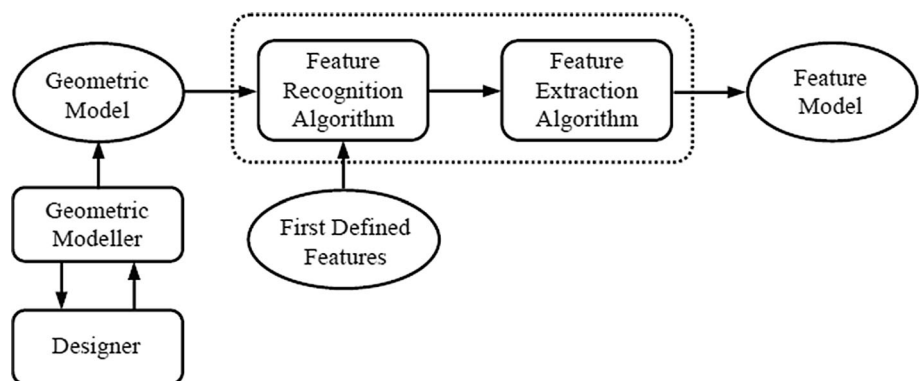 Geometric
Model
Feature
Recognition
Algorithm
Feature
Extraction
Algorithm
Feature
Model
Geometric
Modeller
First Defined
Features
Designer